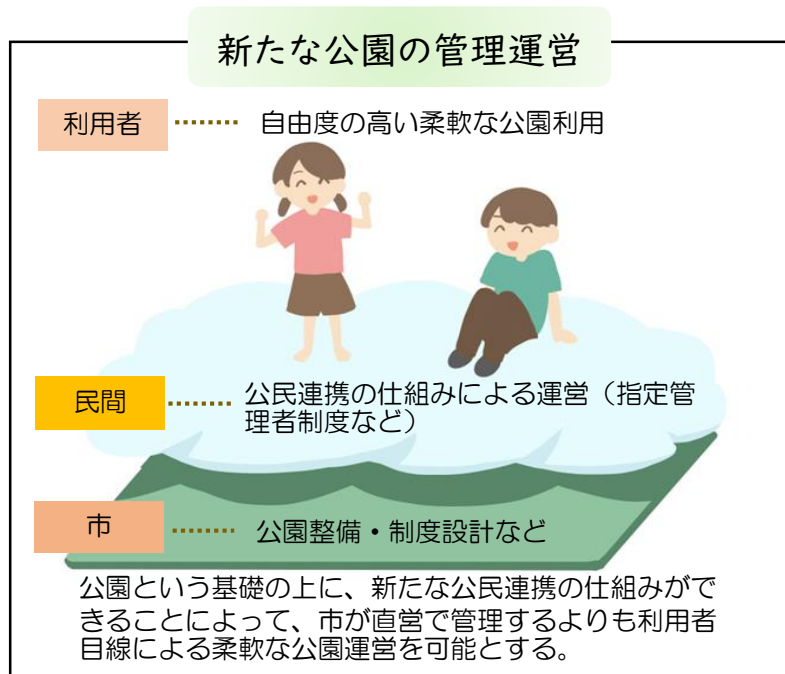 新たな公園の管理運営
利用者 ‥‥‥‥ 自由度の高い柔軟な公園利用
民間 ‥‥‥‥ 公民連携の仕組みによる運営（指定管
理者制度など）
市 ‥‥‥‥ 公園整備・制度設計など
公園という基礎の上に、新たな公民連携の仕組みがで
きることによって、市が直営で管理するよりも利用者
目線による柔軟な公園運営を可能とする。